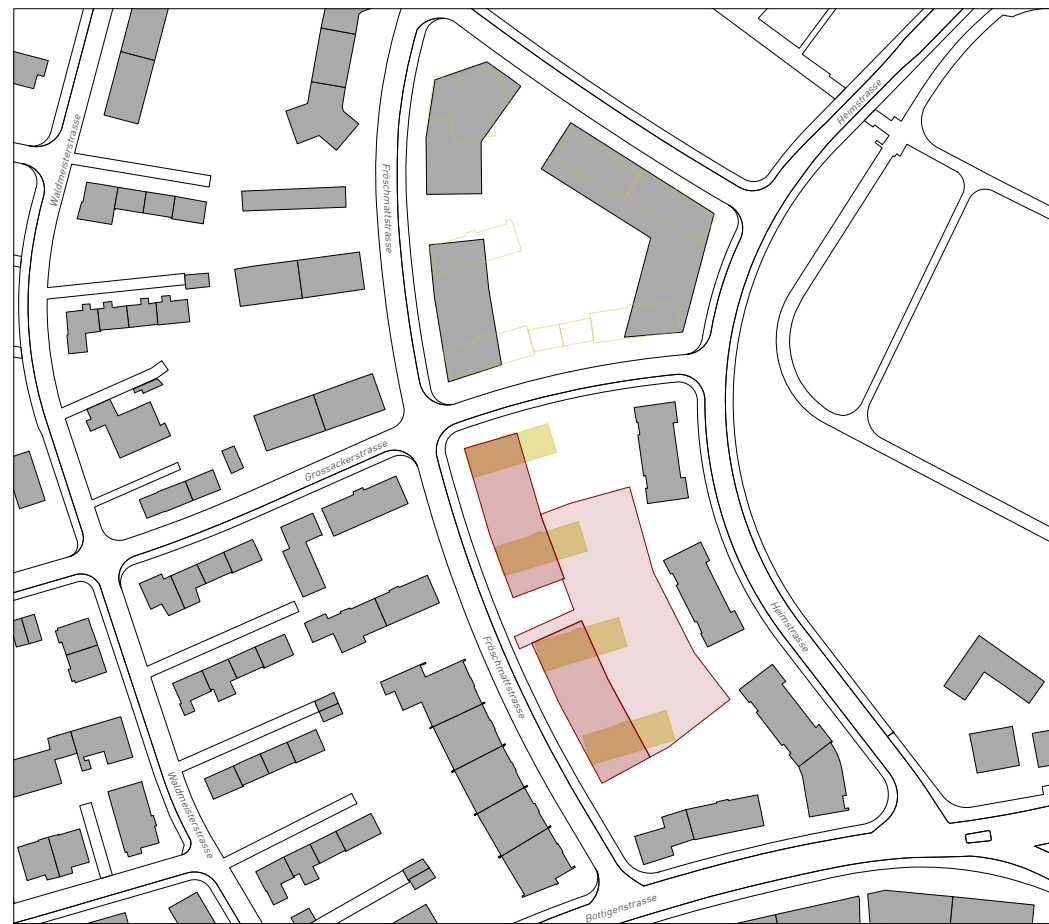 Heimstrasse
Waldmeisterstrasse
Fröschmattstrasse
Grossackerstrasse
Heimstrasse
Fröschmattstrasse
Waldmeisterstrasse
Bottigenstrasse